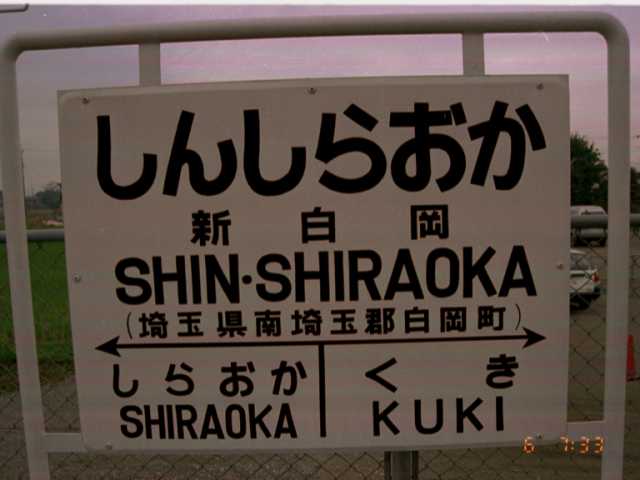 しんしらおか
新白岡
SHIN·SHIRAOKA
(埼玉県南埼玉郡白岡町)
しらおか くき
SHIRAOKA KUKI
6 7:33